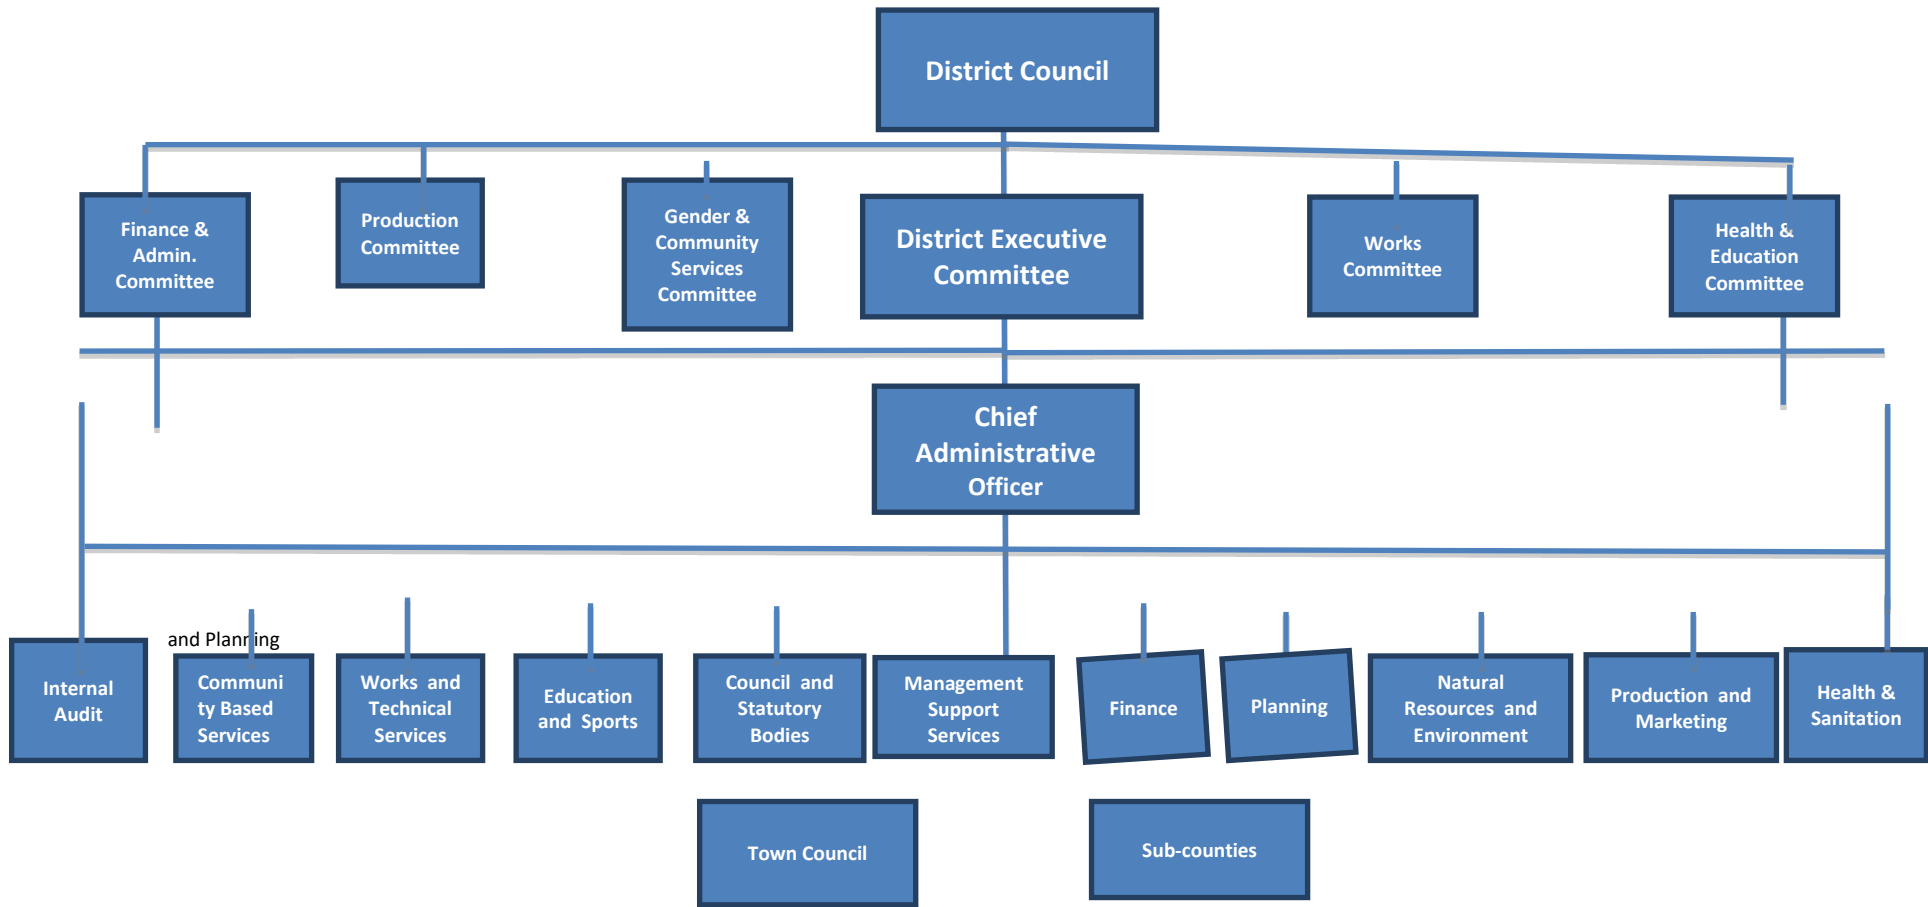 District Council
Finance &
Admin.
Committee
Production
Committee
Gender &
Community
Services
Committee
District Executive
Committee
Works
Committee
Health &
Education
Committee
Chief
Administrative
Officer
and Planning
Internal
Audit
Communi
ty Based
Services
Works and
Technical
Services
Education
and Sports
Council and
Statutory
Bodies
Management
Support
Services
Finance
Planning
Natural
Resources and
Environment
Production and
Marketing
Health &
Sanitation
Town Council
Sub-counties